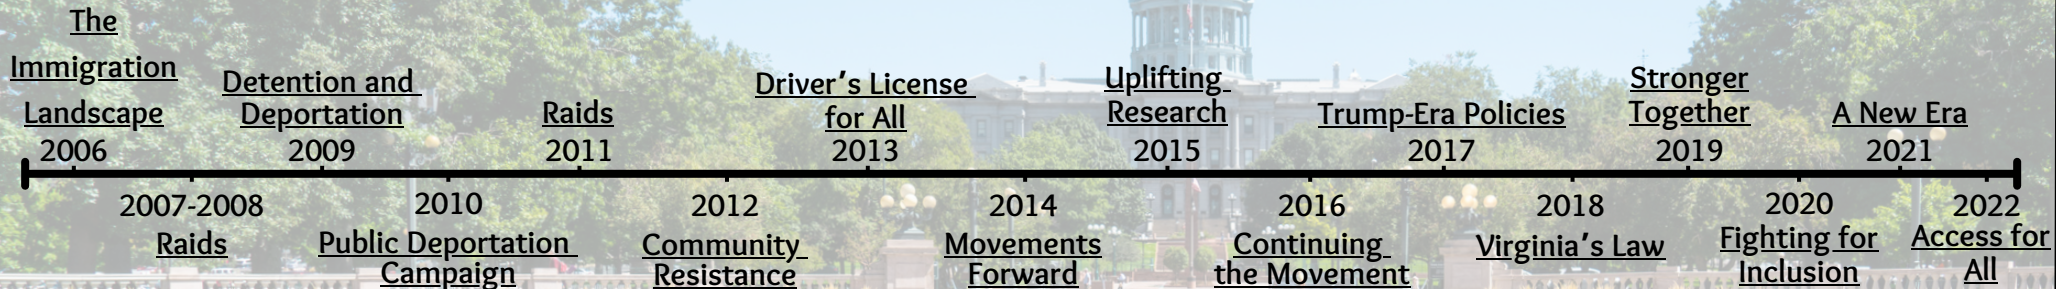 The
Immigration
Landscape
2006
2007-2008
Raids
Detention and
Deportation
2009
2010
Public Deportation
Campaign
Raids
2011
2012
Community
Resistance
Driver’s License
for All
2013
2014
Movements
Forward
Uplifting
Research
2015
2016
Continuing
the Movement
Trump-Era Policies
2017
2018
Virginia’s Law
Stronger
Together
2019
2020
Fighting for
Inclusion
A New Era
2021
2022
Access for
All